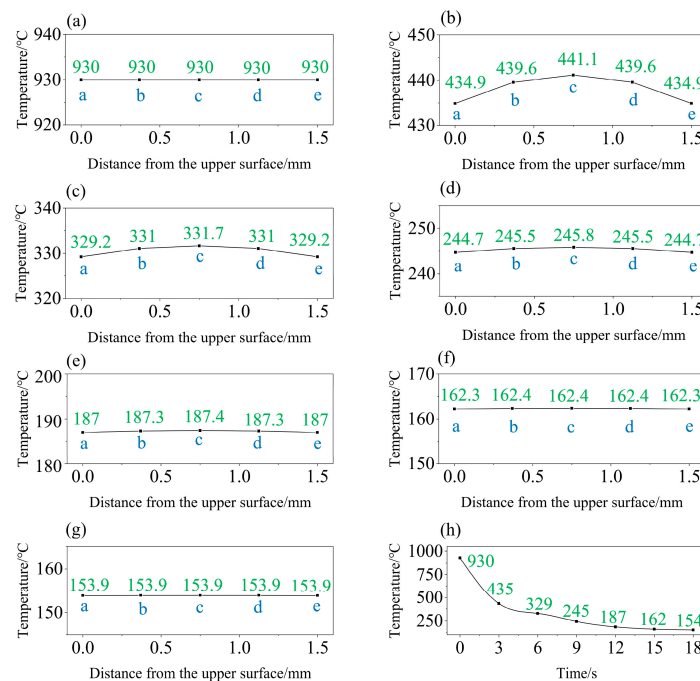 (a)
940
930
920
Temperature/°C
930 930 930 930 930
a b c d e
0.0 0.5 1.0 1.5
Distance from the upper surface/mm
(b)
450
440
430
Temperature/°C
434.9 439.6 441.1 439.6 434.9
a b c d e
0.0 0.5 1.0 1.5
Distance from the upper surface/mm
(c)
340
330
320
Temperature/°C
329.2 331 331.7 331 329.2
a b c d e
0.0 0.5 1.0 1.5
Distance from the upper surface/mm
(d)
250
240
Temperature/°C
244.7 245.5 245.8 245.5 244.7
a b c d e
0.0 0.5 1.0 1.5
Distance from the upper surface/mm
(e)
200
190
180
Temperature/°C
187 187.3 187.4 187.3 187
a b c d e
0.0 0.5 1.0 1.5
Distance from the upper surface/mm
(f)
170
160
150
Temperature/°C
162.3 162.4 162.4 162.4 162.3
a b c d e
0.0 0.5 1.0 1.5
Distance from the upper surface/mm
(g)
160
150
Temperature/°C
153.9 153.9 153.9 153.9 153.9
a b c d e
0.0 0.5 1.0 1.5
Distance from the upper surface/mm
(h)
1000
750
500
250
Temperature/°C
930 435 329 245 187 162 154
0 3 6 9 12 15 18
Time/s